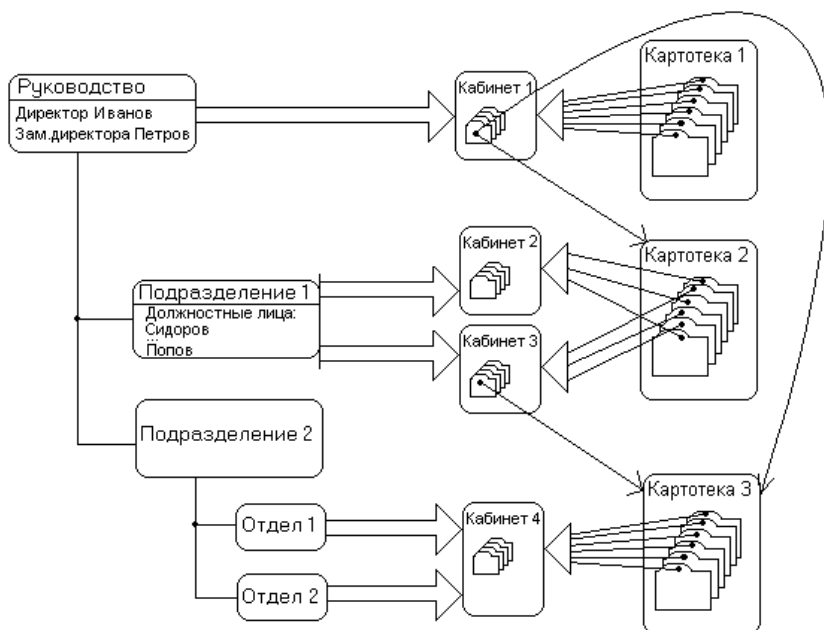 Руководство
Директор Иванов
Зам.директора Петров
Кабинет 1
Картотека 1
Подразделение 1
Должностные лица:
Сидоров
...
Попов
Кабинет 2
Кабинет 3
Картотека 2
Подразделение 2
Отдел 1
Отдел 2
Кабинет 4
Картотека 3